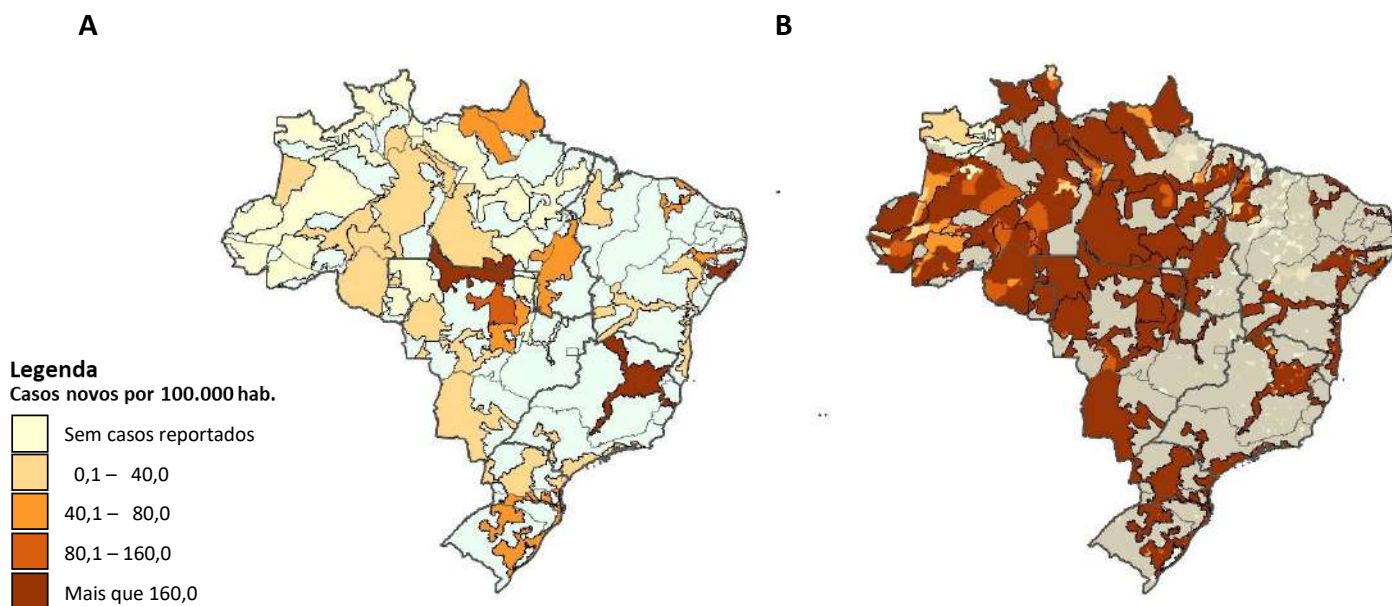 A
B
Legenda
Casos novos por 100.000 hab.
Sem casos reportados
0,1 – 40,0
40,1 – 80,0
80,1 – 160,0
Mais que 160,0